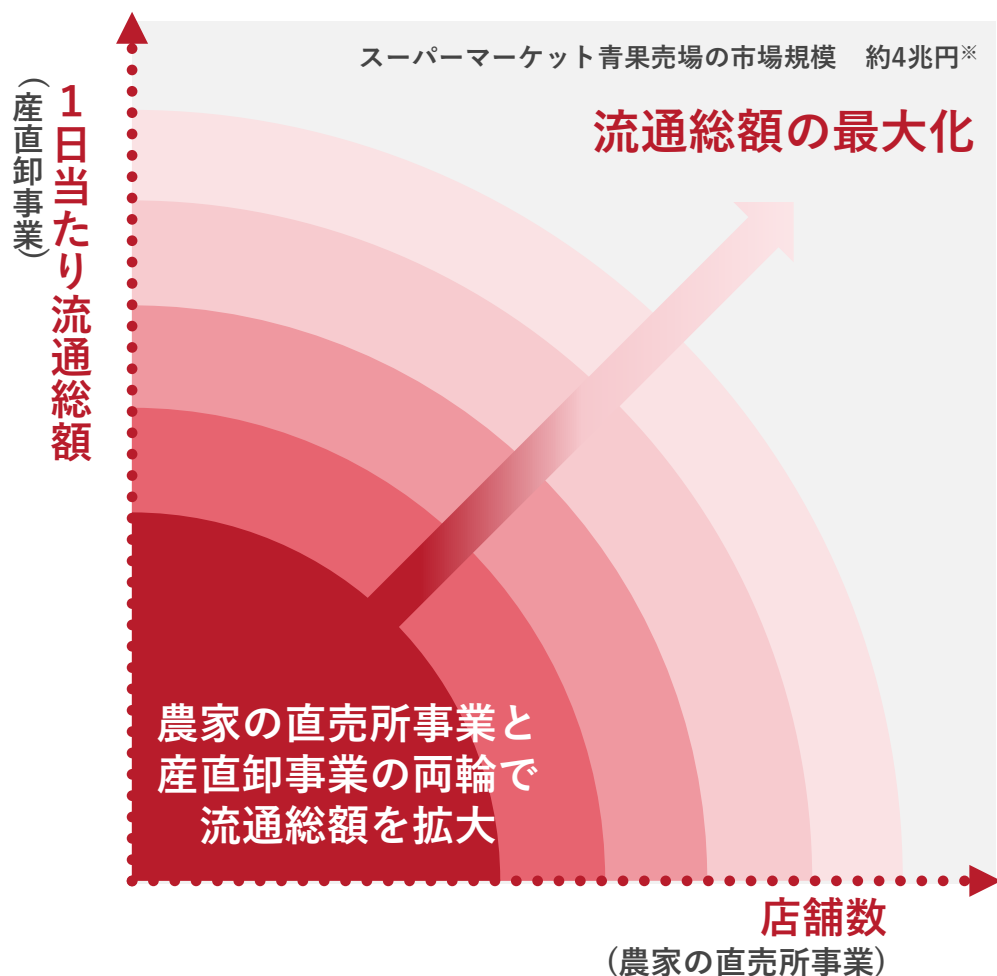 スーパーマーケット青果売場の市場規模　約4兆円※
流通総額の最大化
1日当たり流通総額
（産直卸事業）
農家の直売所事業と
産直卸事業の両輪で
流通総額を拡大
店舗数
（農家の直売所事業）